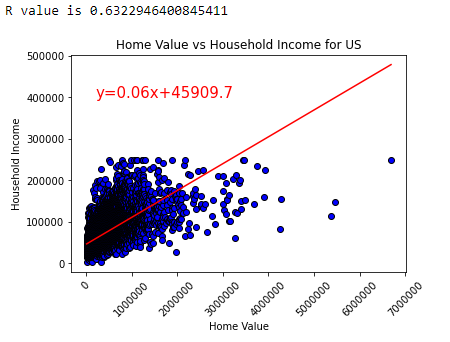 R value is 0.6322946400845411
Home Value vs Household Income for US
500000
400000
300000
200000
100000
0
Household Income
y=0.06x+45909.7
0
1000000
2000000
3000000
4000000
5000000
6000000
7000000
Home Value